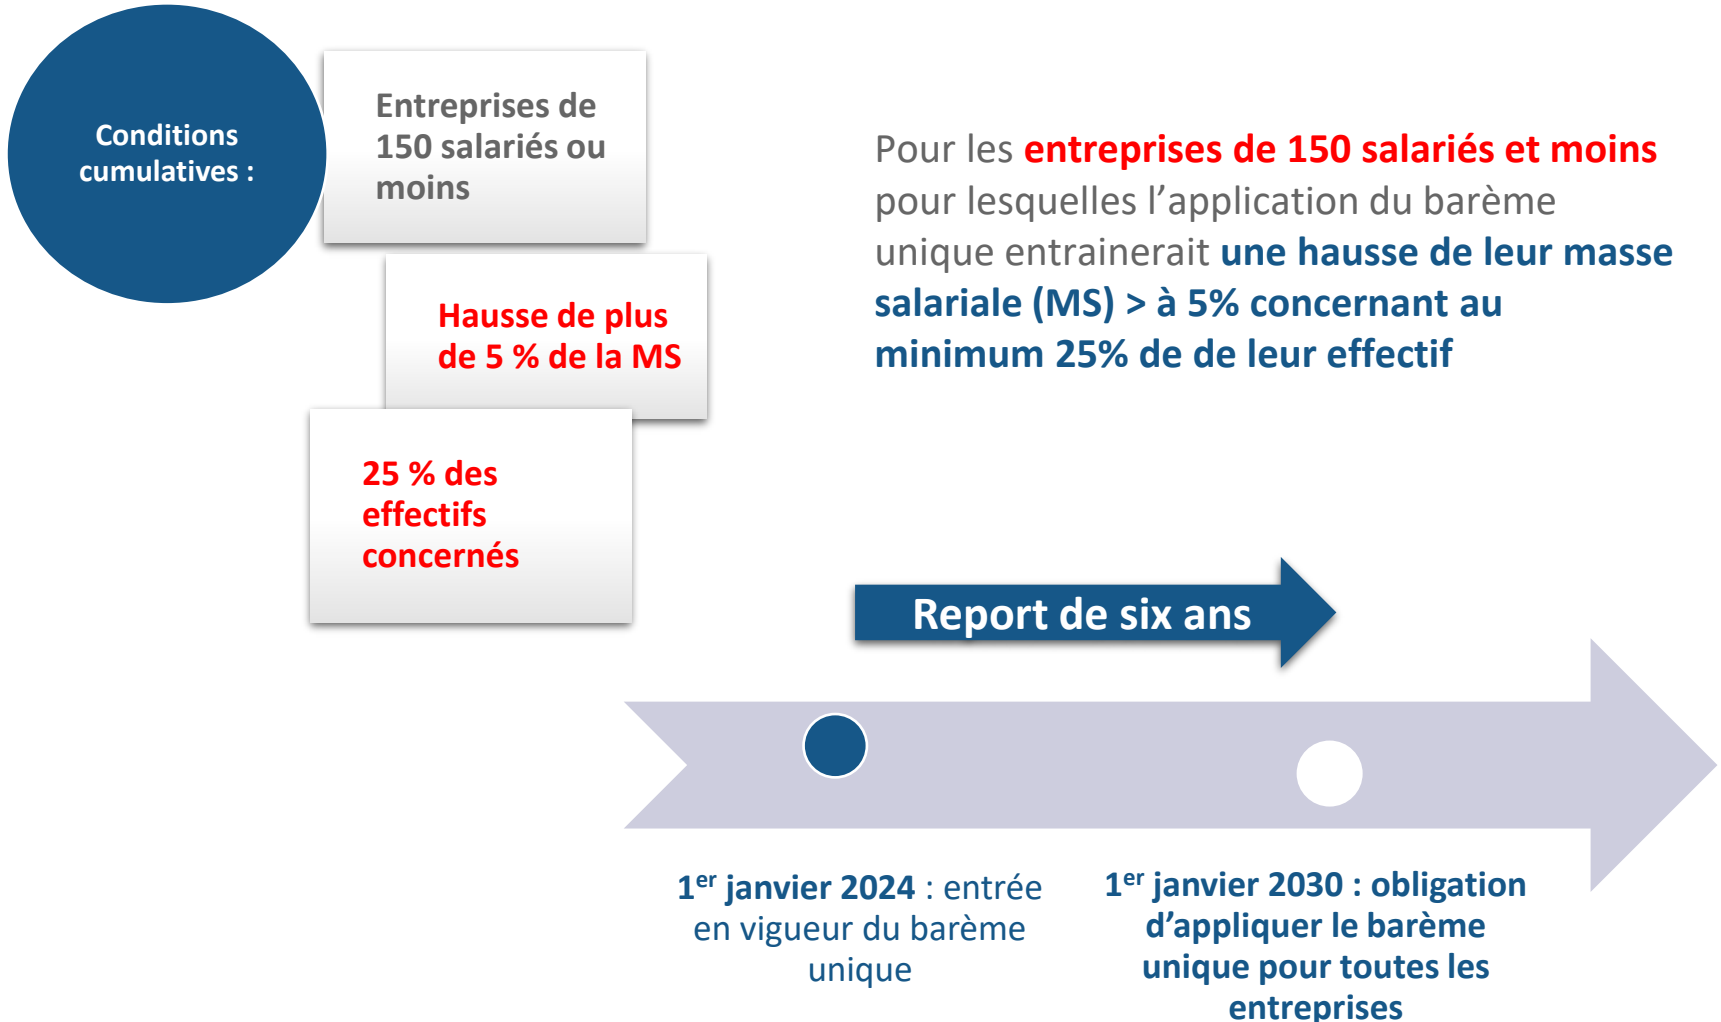 Conditions
cumulatives :
Entreprises de
150 salariés ou
moins
Hausse de plus
de 5 % de la MS
25 % des
effectifs
concernés
Pour les entreprises de 150 salariés et moins
pour lesquelles l’application du barème
unique entrainerait une hausse de leur masse
salariale (MS) > à 5% concernant au
minimum 25% de de leur effectif
Report de six ans
1er janvier 2024 : entrée
en vigueur du barème
unique
1er janvier 2030 : obligation
d’appliquer le barème
unique pour toutes les
entreprises